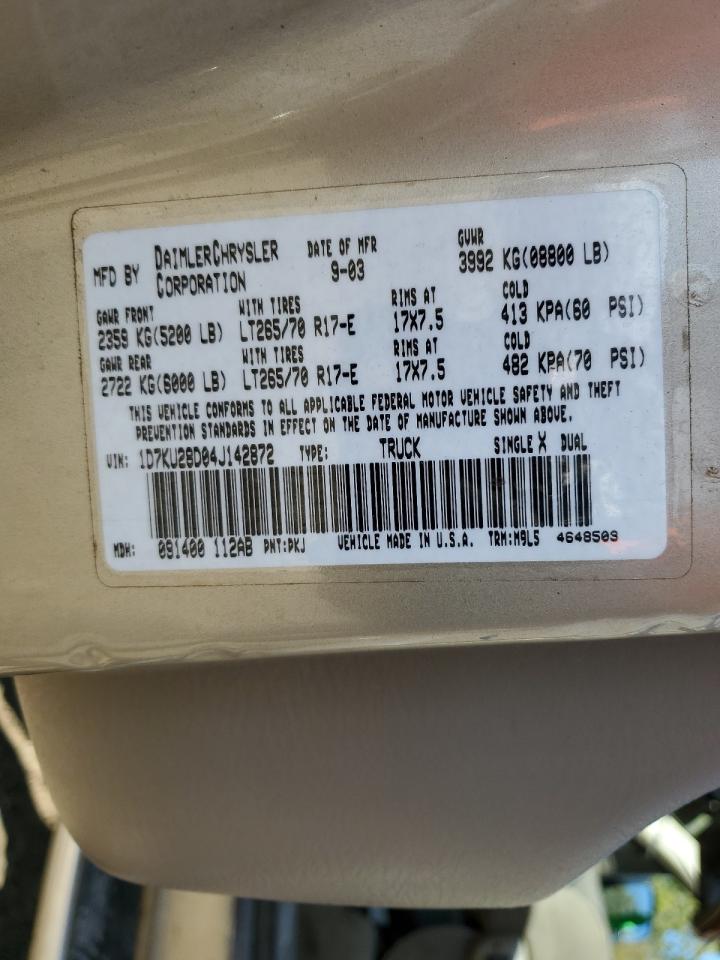 MFD BY DAIMLERCHRYSLER CORPORATION DATE OF MFR 9-03 GVWR 3992 KG(08800 LB)
GAWR FRONT WITH TIRES RIMS AT COLD
2359 KG(5200 LB) LT265/70 R17-E 17X7.5 413 KPA(60 PSI)
GAWR REAR WITH TIRES RIMS AT COLD
2722 KG(6000 LB) LT265/70 R17-E 17X7.5 482 KPA(70 PSI)
THIS VEHICLE CONFORMS TO ALL APPLICABLE FEDERAL MOTOR VEHICLE SAFETY AND THEFT
PREVENTION STANDARDS IN EFFECT ON THE DATE OF MANUFACTURE SHOWN ABOVE.
VIN: 1D7KU28D04J142872 TYPE: TRUCK SINGLE X DUAL
MDH: 091400 112AB PNT:PKJ VEHICLE MADE IN U.S.A. TRM:M9L5 4648509